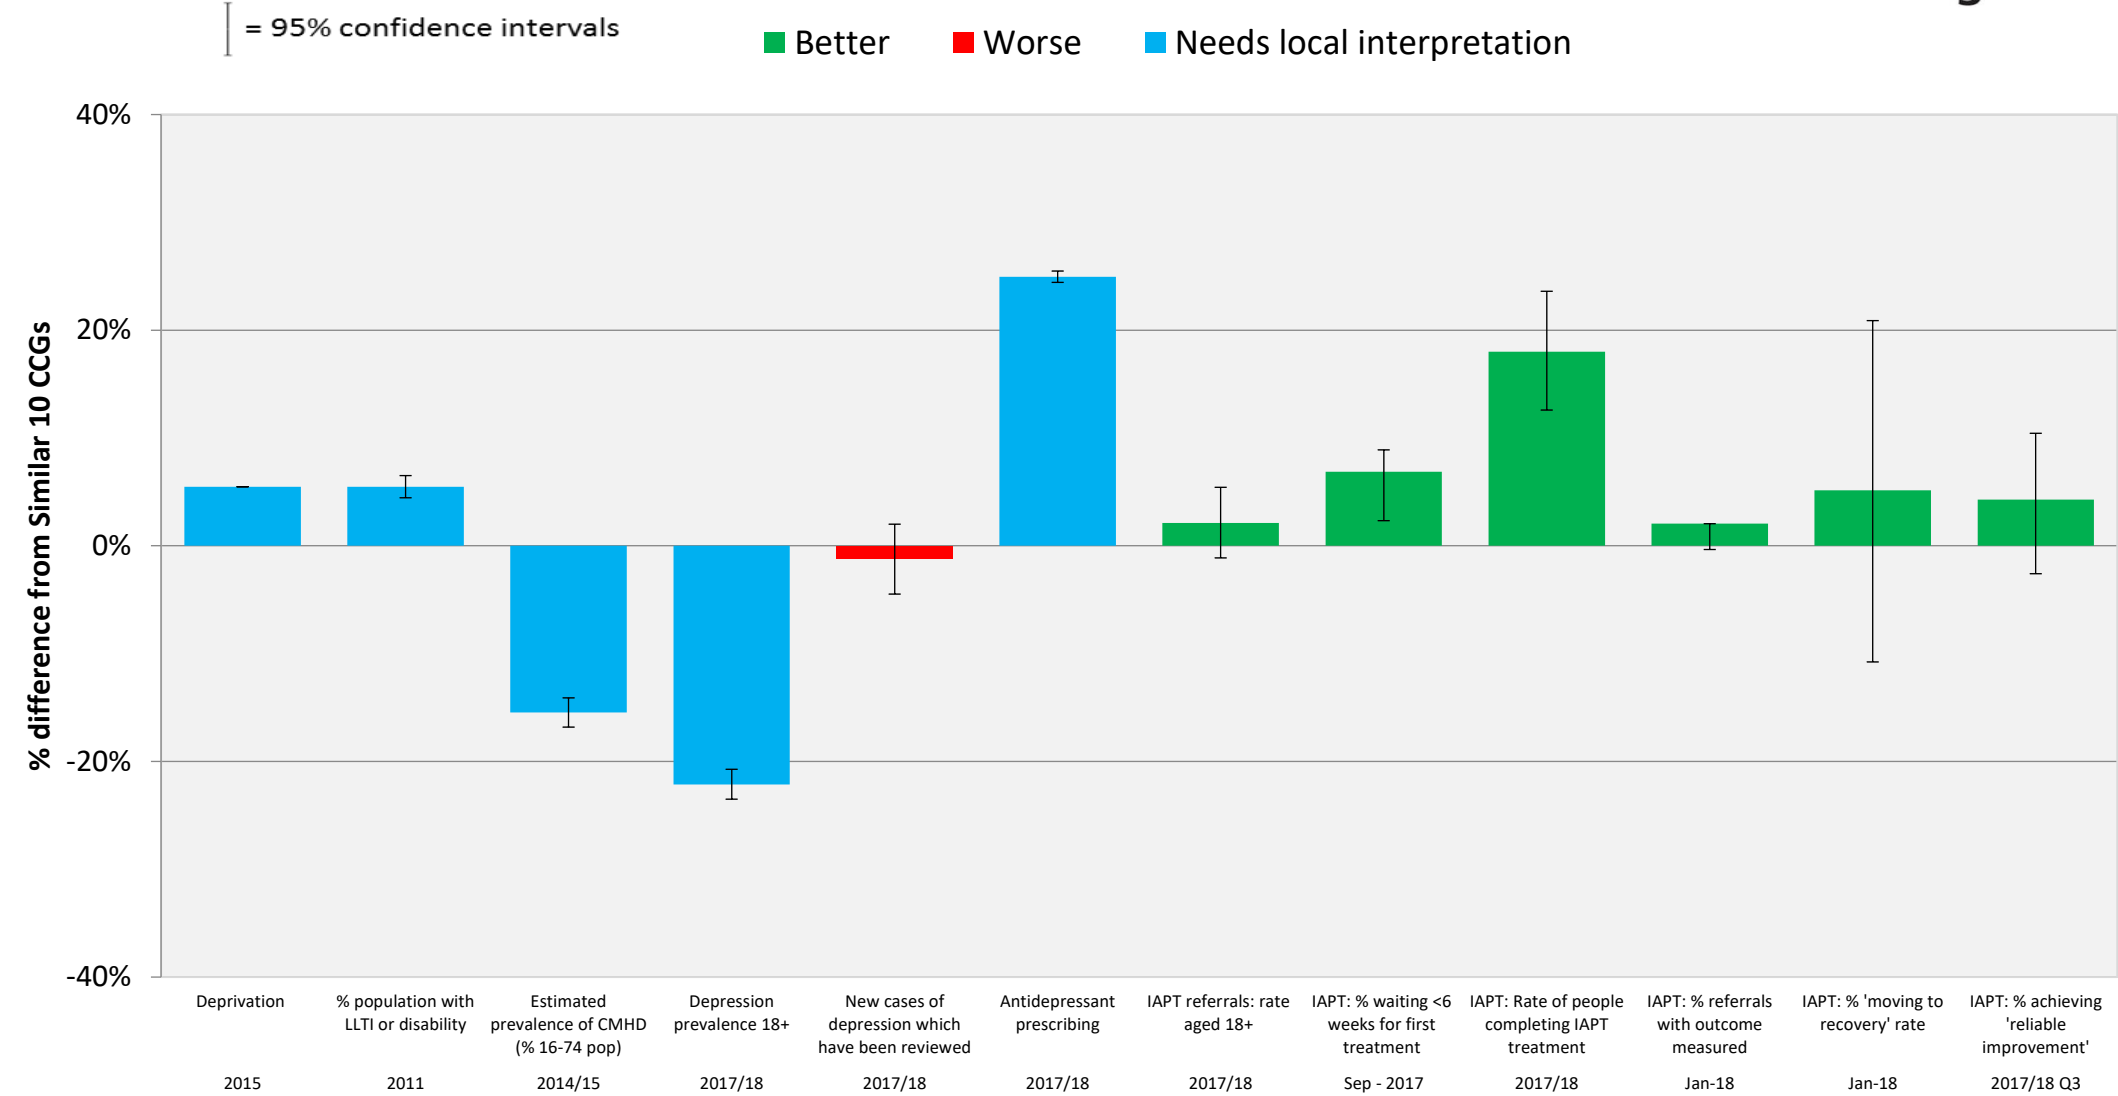 = 95% confidence intervals
Better Worse Needs local interpretation
40%
20%
0%
-20%
-40%
% difference from Similar 10 CCGs
Deprivation
2015
% population with
LLTI or disability
2011
Estimated
prevalence of CMHD
(% 16-74 pop)
2014/15
Depression
prevalence 18+
2017/18
New cases of
depression which
have been reviewed
2017/18
Antidepressant
prescribing
2017/18
IAPT referrals: rate
aged 18+
2017/18
IAPT: % waiting <6
weeks for first
treatment
Sep - 2017
IAPT: Rate of people
completing IAPT
treatment
2017/18
IAPT: % referrals
with outcome
measured
Jan-18
IAPT: % 'moving to
recovery' rate
Jan-18
IAPT: % achieving
'reliable
improvement'
2017/18 Q3